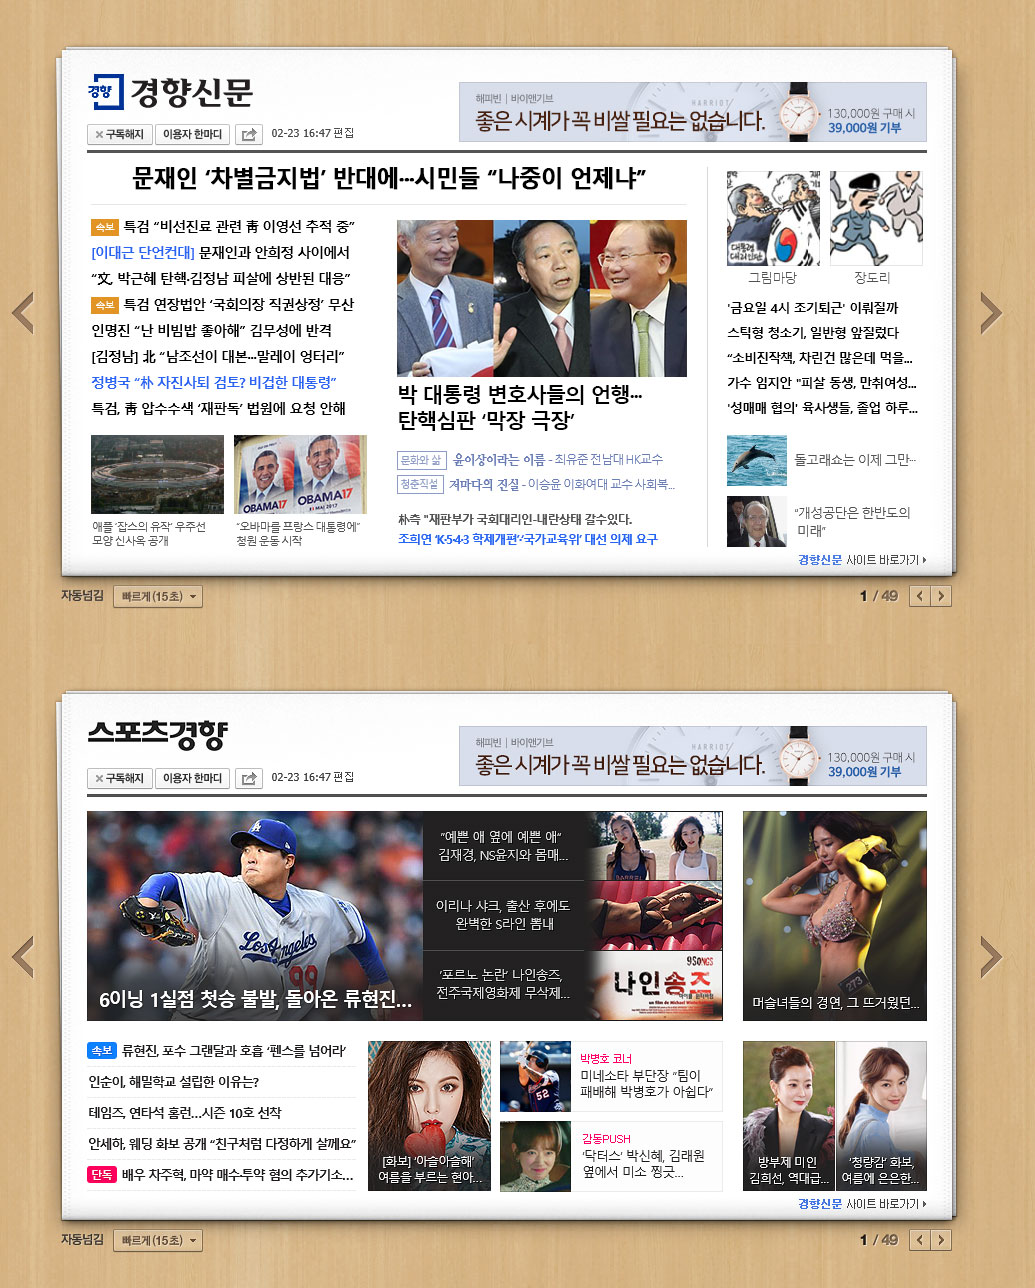 경향 경향신문
해피빈 | 바이앤기브
좋은 시계가 꼭 비쌀 필요는 없습니다.
HARRIOT
130,000원 구매 시
39,000원 기부
구독해지 이용자 한마디 02-23 16:47 편집
문재인 ‘차별금지법’ 반대에…시민들 “나중이 언제냐”
속보 특검 “비선진료 관련 靑 이영선 추적 중”
[이대근 단언컨대] 문재인과 안희정 사이에서
“文, 박근혜 탄핵·김정남 피살에 상반된 대응”
속보 특검 연장법안 ‘국회의장 직권상정’ 무산
인명진 “난 비빔밥 좋아해” 김무성에 반격
[김정남] 北 “남조선이 대본…말레이 엉터리”
정병국 “朴 자진사퇴 검토? 비겁한 대통령”
특검, 靑 압수수색 ‘재판독’ 법원에 요청 안해
OBAMA17
OBAMA17
애플 ‘잡스의 유작’ 우주선
모양 신사옥 공개
“오바마를 프랑스 대통령에”
청원 운동 시작
박 대통령 변호사들의 언행…
탄핵심판 ‘막장 극장’
문화와 삶 윤이상이라는 이름 - 최유준 전남대 HK교수
청춘직설 저마다의 진실 - 이승윤 이화여대 교수 사회복...
朴측 "재판부가 국회대리인-내란상태 갈수있다.
조희연 ‘K-5-4-3 학제개편’·‘국가교육위’ 대선 의제 요구
대통령
대리인단
그림마당
장도리
'금요일 4시 조기퇴근' 이뤄질까
스틱형 청소기, 일반형 앞질렀다
“소비진작책, 차린건 많은데 먹을...
가수 임지안 "피살 동생, 만취여성...
'성매매 협의' 육사생들, 졸업 하루...
돌고래쇼는 이제 그만…
“개성공단은 한반도의
미래”
경향신문 사이트 바로가기
자동넘김 빠르게 (15초) 1 / 49
스포츠경향
해피빈 | 바이앤기브
좋은 시계가 꼭 비쌀 필요는 없습니다.
HARRIOT
130,000원 구매 시
39,000원 기부
구독해지 이용자 한마디 02-23 16:47 편집
Los Angeles
99
6이닝 1실점 첫승 불발, 돌아온 류현진...
"예쁜 애 옆에 예쁜 애"
김재경, NS윤지와 몸매...
이리나 샤크, 출산 후에도
완벽한 S라인 뽐내
‘포르노 논란’ 나인송즈,
전주국제영화제 무삭제...
9SONGS
나인송즈
un film de Michael Winterbottom
273
머슬녀들의 경연, 그 뜨거웠던...
속보 류현진, 포수 그랜달과 호흡 ‘펜스를 넘어라’
인순이, 해밀학교 설립한 이유는?
테임즈, 연타석 홈런...시즌 10호 선착
안세하, 웨딩 화보 공개 “친구처럼 다정하게 살께요”
단독 배우 차주혁, 마약 매수·투약 혐의 추가기소...
[화보] ‘아슬아슬해’
여름을 부르는 현아...
52
박병호 코너
미네소타 부단장 “팀이
패배해 박병호가 아쉽다”
감동PUSH
‘닥터스’ 박신혜, 김래원
옆에서 미소 찡긋...
방부제 미인
김희선, 역대급...
‘청량감’ 화보,
여름에 은은한...
경향신문 사이트 바로가기
자동넘김 빠르게 (15초) 1 / 49